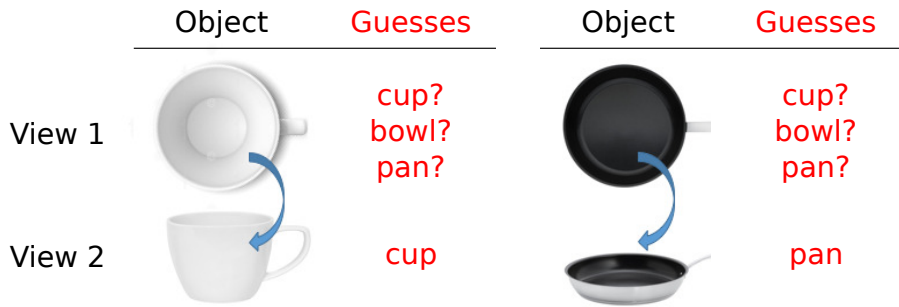 Object Guesses Object Guesses
View 1
cup?
bowl?
pan?
cup?
bowl?
pan?
View 2 cup pan